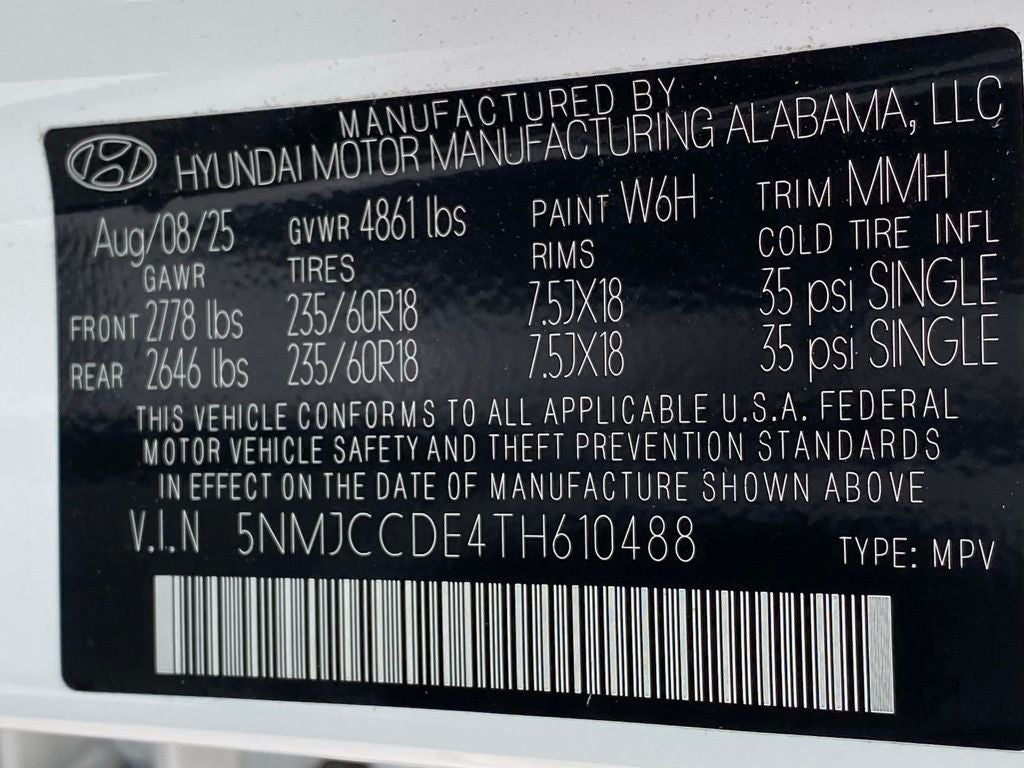 MANUFACTURED BY
HYUNDAI MOTOR MANUFACTURING ALABAMA, LLC
Aug/08/25 GVWR 4861 lbs PAINT W6H TRIM MMH
GAWR TIRES RIMS COLD TIRE INFL
FRONT 2778 lbs 235/60R18 7.5JX18 35 psi SINGLE
REAR 2646 lbs 235/60R18 7.5JX18 35 psi SINGLE
THIS VEHICLE CONFORMS TO ALL APPLICABLE U.S.A. FEDERAL
MOTOR VEHICLE SAFETY AND THEFT PREVENTION STANDARDS
IN EFFECT ON THE DATE OF MANUFACTURE SHOWN ABOVE
V.I.N 5NMJCCDE4TH610488 TYPE: MPV